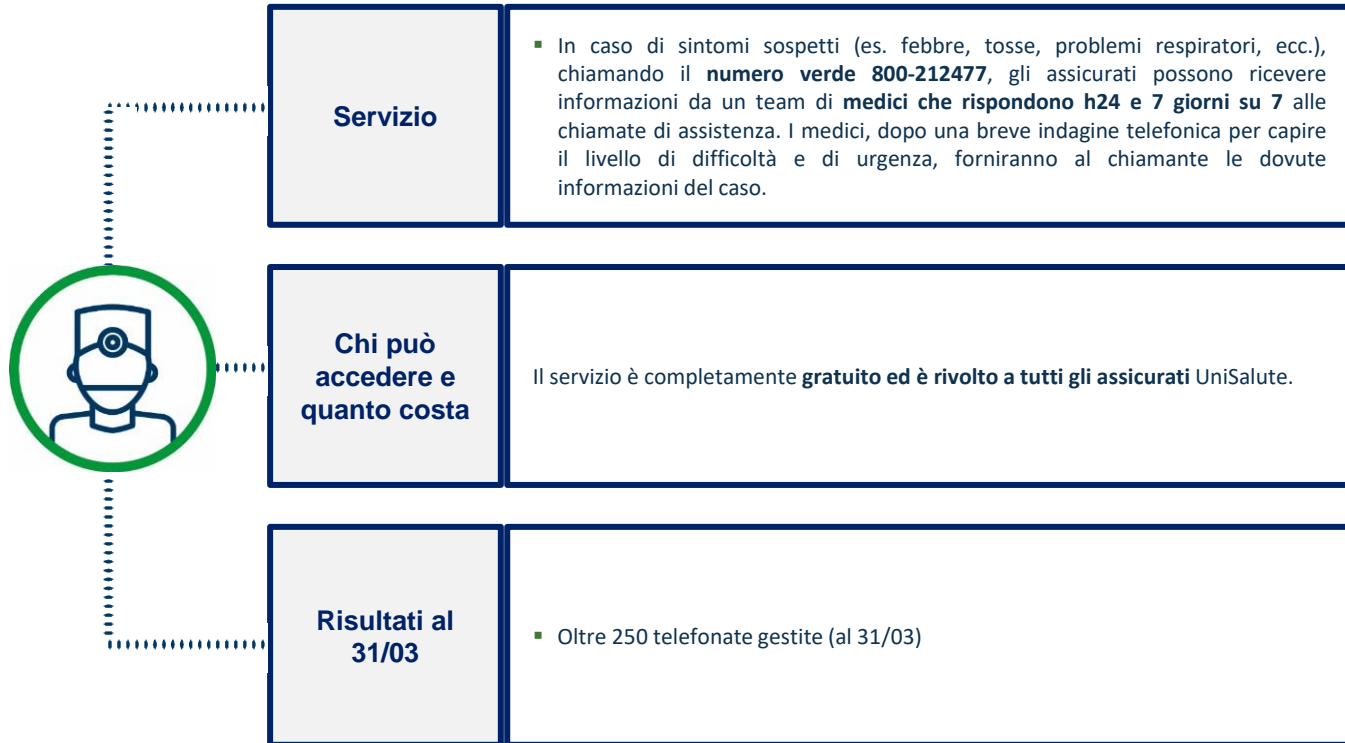 Servizio
▪ In caso di sintomi sospetti (es. febbre, tosse, problemi respiratori, ecc.),
chiamando il numero verde 800-212477, gli assicurati possono ricevere
informazioni da un team di medici che rispondono h24 e 7 giorni su 7 alle
chiamate di assistenza. I medici, dopo una breve indagine telefonica per capire
il livello di difficoltà e di urgenza, forniranno al chiamante le dovute
informazioni del caso.
Chi può
accedere e
quanto costa
Il servizio è completamente gratuito ed è rivolto a tutti gli assicurati UniSalute.
Risultati al
31/03
▪ Oltre 250 telefonate gestite (al 31/03)